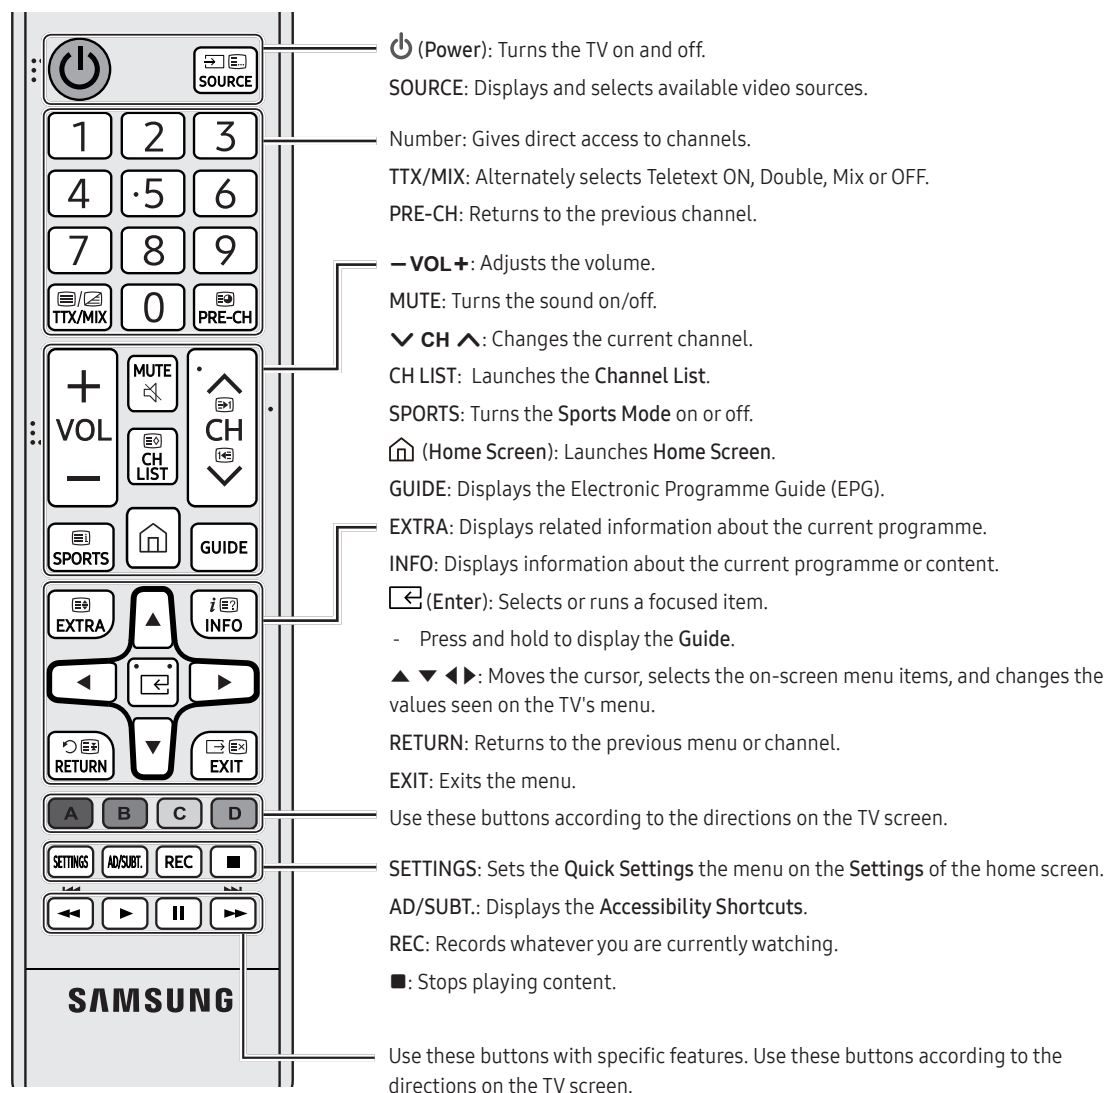 SOURCE
1 2 3
4 ·5 6
7 8 9
TTX/MIX 0 PRE-CH
+ MUTE
VOL CH
CH LIST
−
SPORTS GUIDE
EXTRA i INFO
RETURN EXIT
A B C D
SETTINGS AD/SUBT. REC
SAMSUNG
(Power): Turns the TV on and off.
SOURCE: Displays and selects available video sources.
Number: Gives direct access to channels.
TTX/MIX: Alternately selects Teletext ON, Double, Mix or OFF.
PRE-CH: Returns to the previous channel.
− VOL +: Adjusts the volume.
MUTE: Turns the sound on/off.
CH : Changes the current channel.
CH LIST: Launches the Channel List.
SPORTS: Turns the Sports Mode on or off.
(Home Screen): Launches Home Screen.
GUIDE: Displays the Electronic Programme Guide (EPG).
EXTRA: Displays related information about the current programme.
INFO: Displays information about the current programme or content.
(Enter): Selects or runs a focused item.
- Press and hold to display the Guide.
▲ ▼ ◀ ▶: Moves the cursor, selects the on-screen menu items, and changes the
values seen on the TV's menu.
RETURN: Returns to the previous menu or channel.
EXIT: Exits the menu.
Use these buttons according to the directions on the TV screen.
SETTINGS: Sets the Quick Settings the menu on the Settings of the home screen.
AD/SUBT.: Displays the Accessibility Shortcuts.
REC: Records whatever you are currently watching.
■: Stops playing content.
Use these buttons with specific features. Use these buttons according to the
directions on the TV screen.